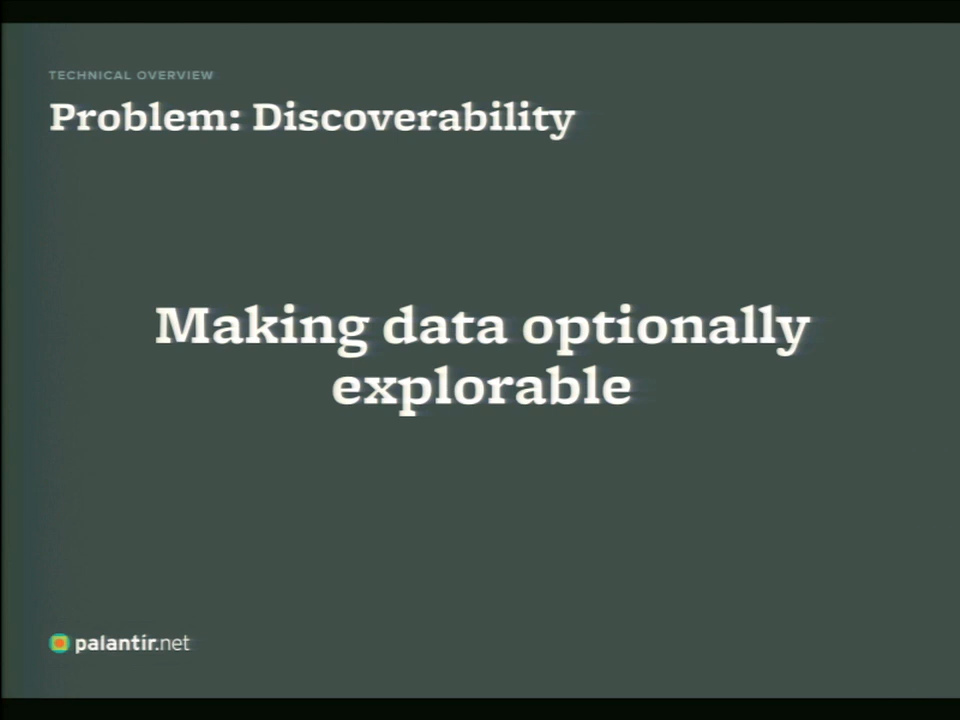 TECHNICAL OVERVIEW
Problem: Discoverability
Making data optionally
explorable
palantir.net